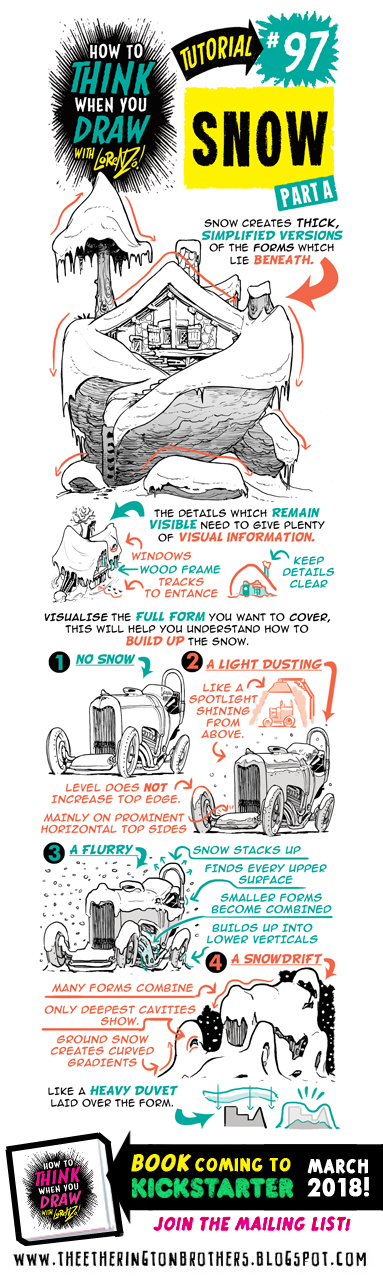 HOW TO
THINK
WHEN YOU
DRAW
WITH LORENZO!
TUTORIAL
#97
SNOW
PART A
SNOW CREATES THICK,
SIMPLIFIED VERSIONS
OF THE FORMS WHICH
LIE BENEATH.
THE DETAILS WHICH REMAIN
VISIBLE NEED TO GIVE PLENTY
OF VISUAL INFORMATION.
WINDOWS
WOOD FRAME
TRACKS
TO ENTANCE
KEEP
DETAILS
CLEAR
VISUALISE THE FULL FORM YOU WANT TO COVER,
THIS WILL HELP YOU UNDERSTAND HOW TO
BUILD UP THE SNOW.
1 NO SNOW
2 A LIGHT DUSTING
LIKE A
SPOTLIGHT
SHINING
FROM
ABOVE.
LEVEL DOES NOT
INCREASE TOP EDGE.
MAINLY ON PROMINENT
HORIZONTAL TOP SIDES
3 A FLURRY
SNOW STACKS UP
FINDS EVERY UPPER
SURFACE
SMALLER FORMS
BECOME COMBINED
BUILDS UP INTO
LOWER VERTICALS
4 A SNOWDRIFT
MANY FORMS COMBINE
ONLY DEEPEST CAVITIES
SHOW.
GROUND SNOW
CREATES CURVED
GRADIENTS
LIKE A HEAVY DUVET
LAID OVER THE FORM.
HOW TO
THINK
WHEN YOU
DRAW
WITH LORENZO!
BOOK COMING TO
KICKSTARTER
MARCH
2018!
JOIN THE MAILING LIST!
WWW.THEETHERINGTONBROTHERS.BLOGSPOT.COM